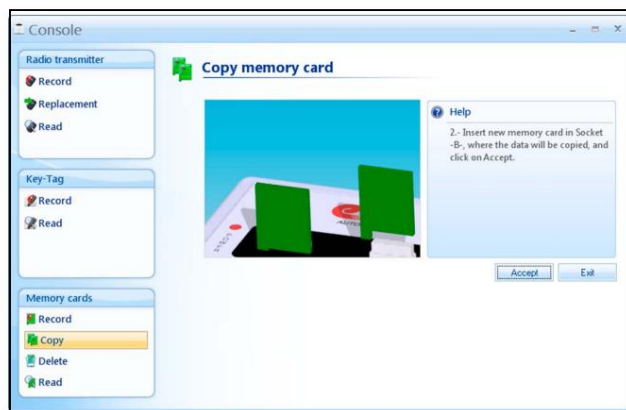 Console
Radio transmitter
Record
Replacement
Read
Key-Tag
Record
Read
Memory cards
Record
Copy
Delete
Read
Copy memory card
Help
2.- Insert new memory card in Socket
-B-, where the data will be copied, and
click on Accept.
Accept
Exit